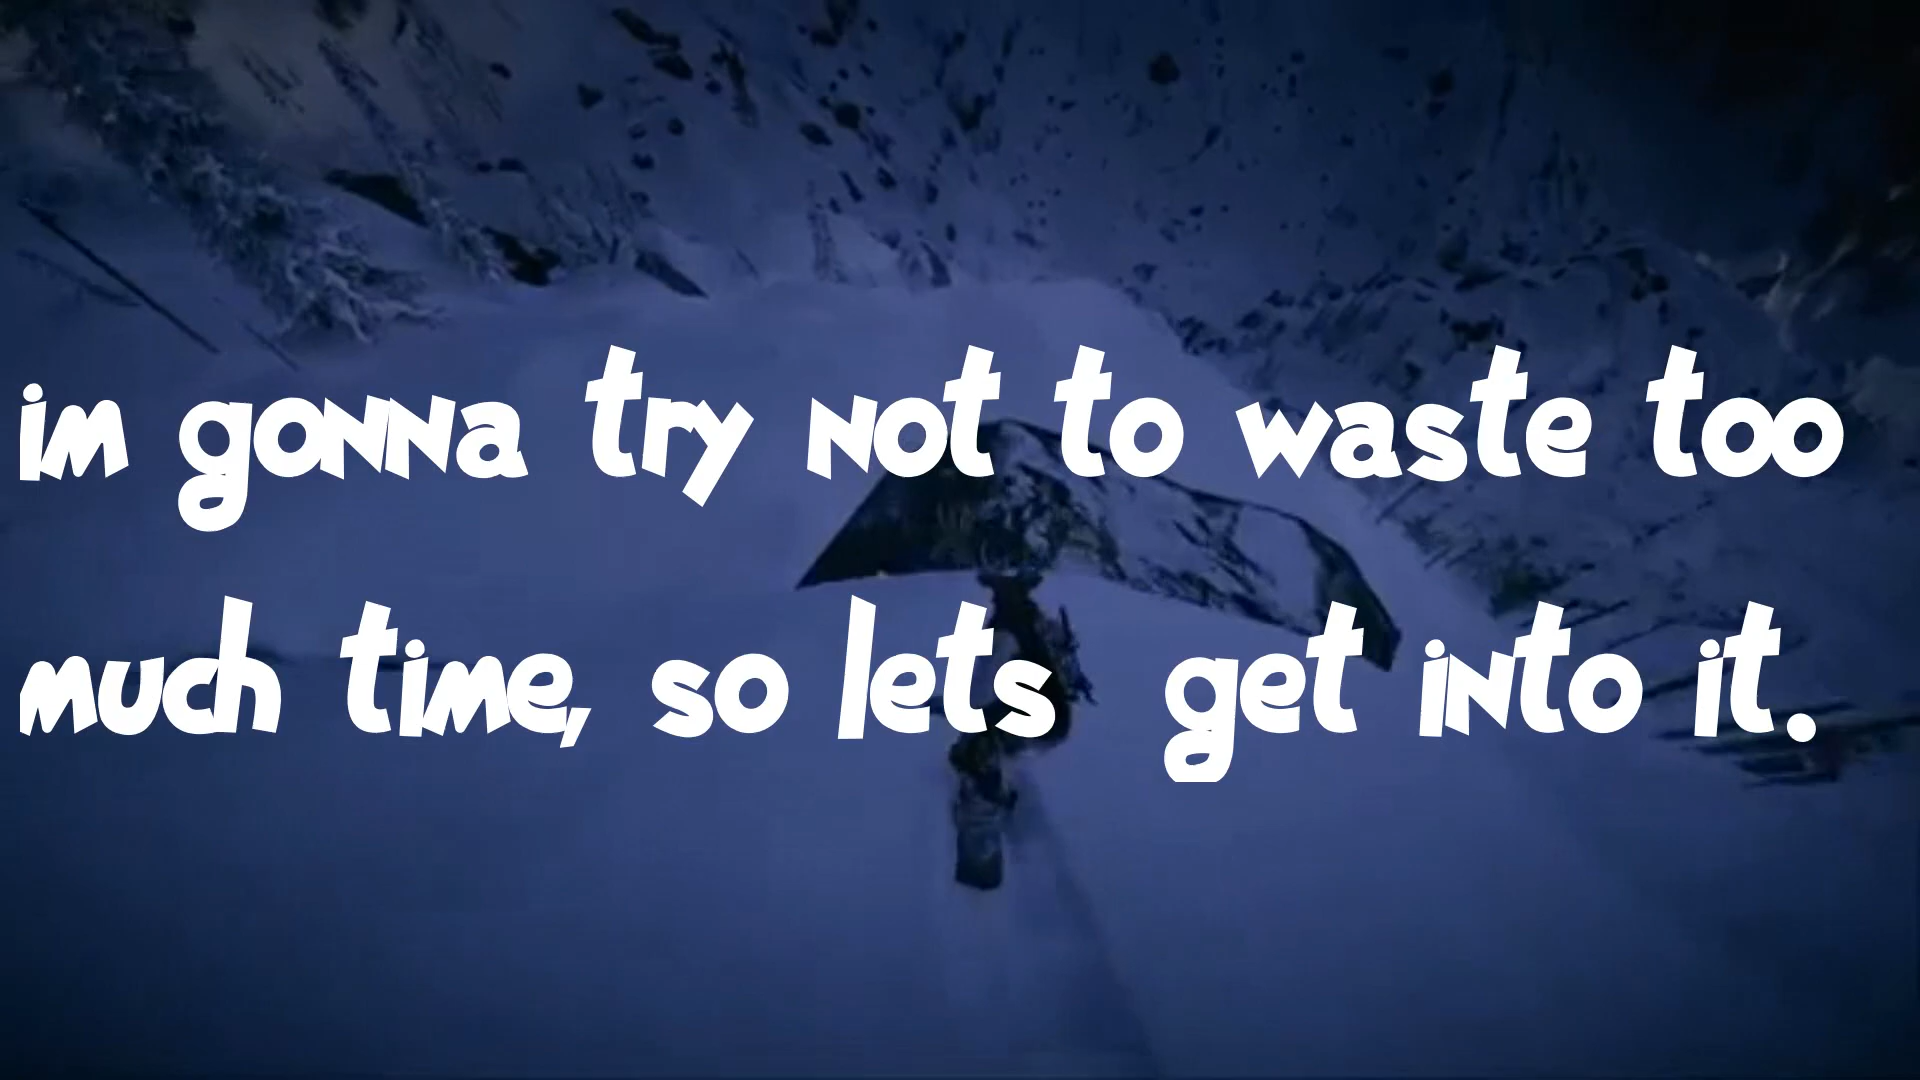 im gonna try not to waste too
much time, so lets  get into it.